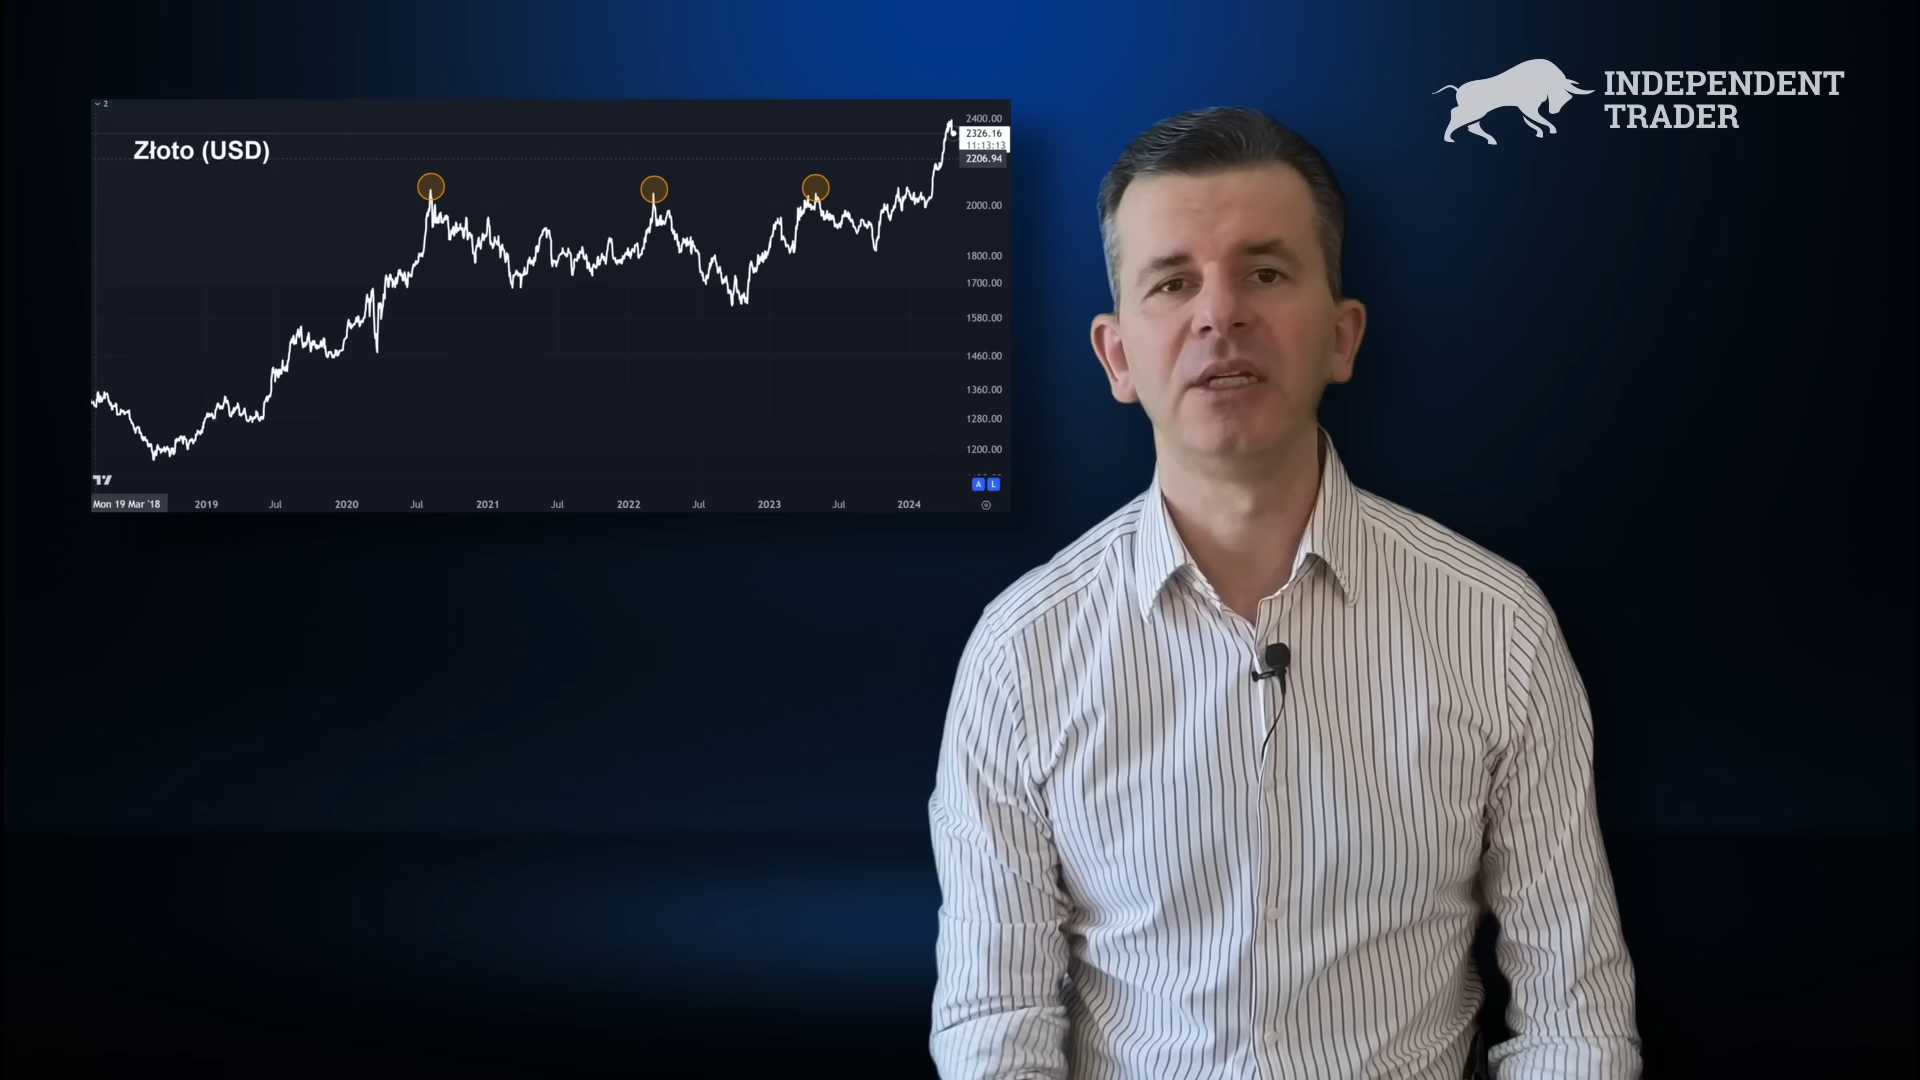 2
Złoto (USD)
2400.00
2326.16
11:13:13
2206.94
2000.00
1800.00
1700.00
1580.00
1460.00
1360.00
1280.00
1200.00
A L
Mon 19 Mar '18
2019
Jul
2020
Jul
2021
Jul
2022
Jul
2023
Jul
2024
INDEPENDENT
TRADER